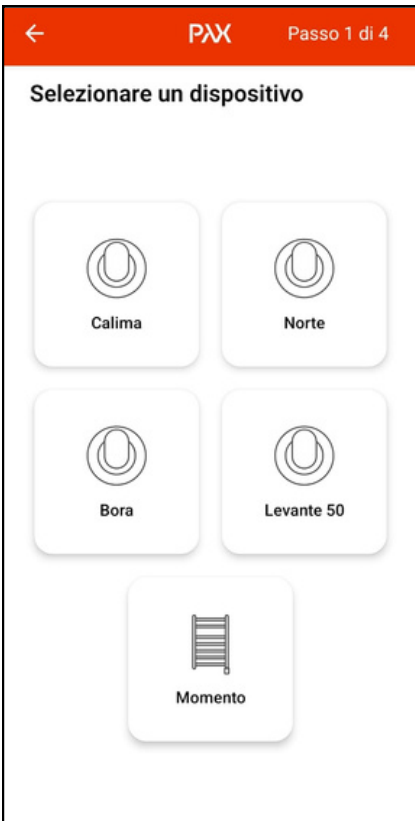 PAX Passo 1 di 4
Selezionare un dispositivo
Calima Norte
Bora Levante 50
Momento